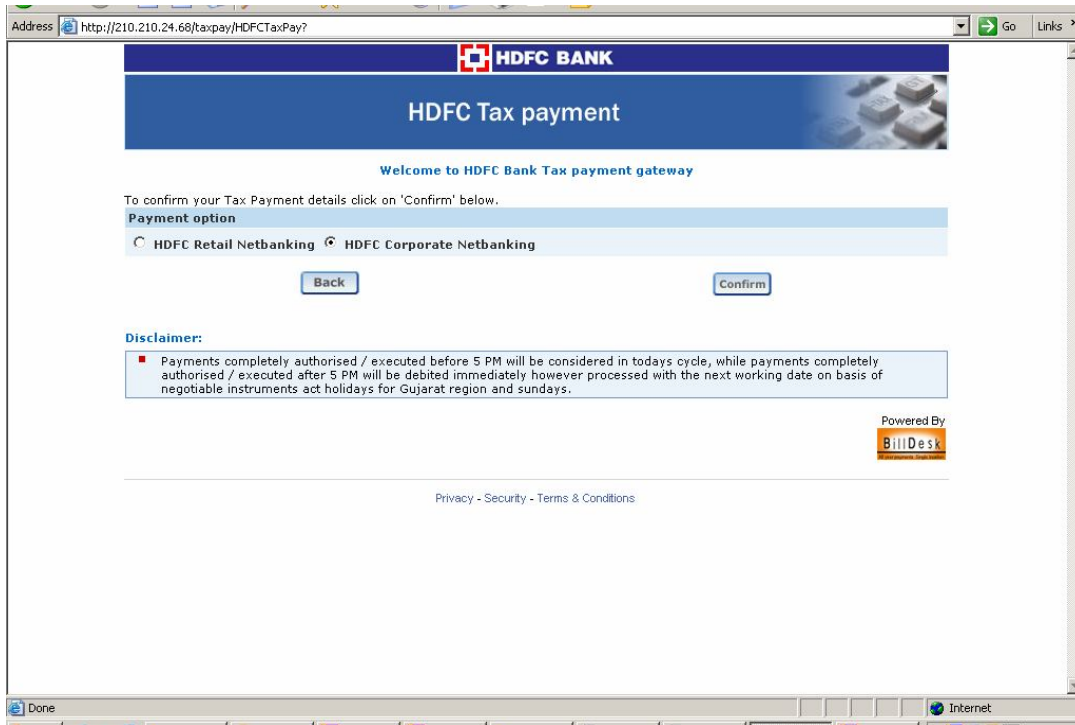 Address http://210.210.24.68/taxpay/HDFCTaxPay? Go Links
HDFC BANK
HDFC Tax payment
Welcome to HDFC Bank Tax payment gateway
To confirm your Tax Payment details click on 'Confirm' below.
Payment option
HDFC Retail Netbanking HDFC Corporate Netbanking
Back Confirm
Disclaimer:
Payments completely authorised / executed before 5 PM will be considered in todays cycle, while payments completely
authorised / executed after 5 PM will be debited immediately however processed with the next working date on basis of
negotiable instruments act holidays for Gujarat region and sundays.
Powered By
BillDesk
Privacy - Security - Terms & Conditions
Done Internet